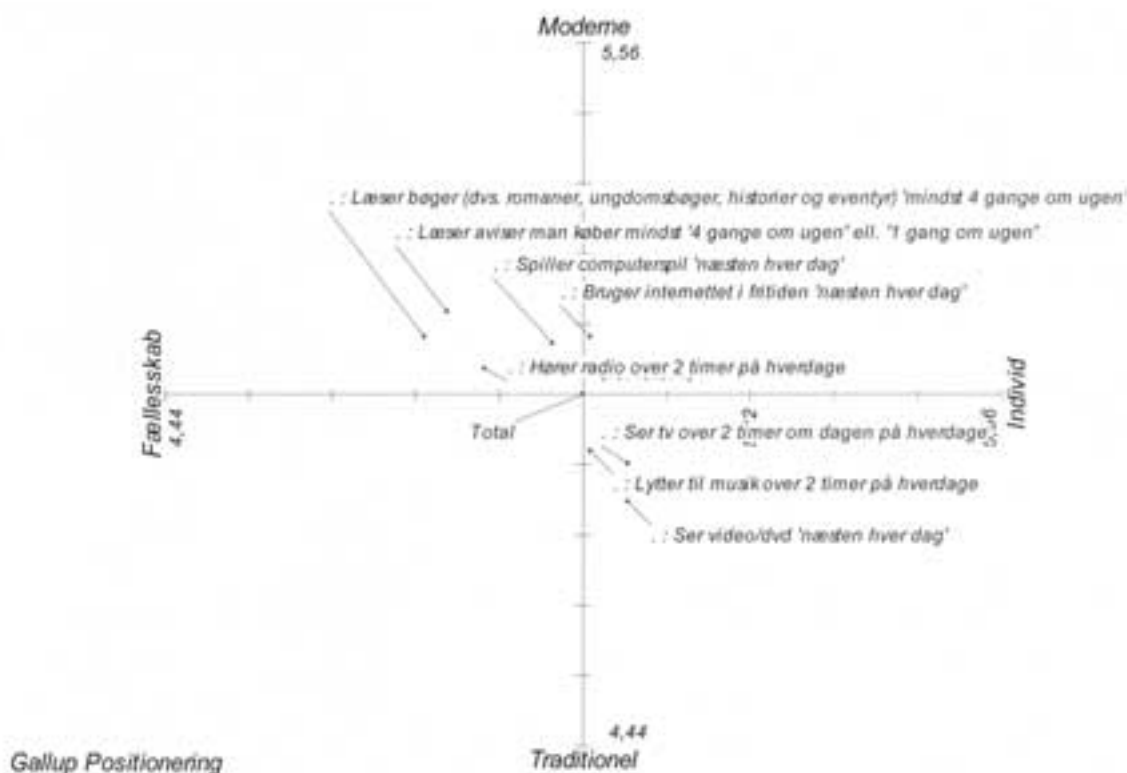 Moderne
5,56
. : Læser bøger (dvs. romaner, ungdomsbøger, historier og eventyr) 'mindst 4 gange om ugen'
. : Læser aviser man køber mindst '4 gange om ugen' ell. "1 gang om ugen"
. : Spiller computerspil 'næsten hver dag'
. : Bruger internettet i fritiden 'næsten hver dag'
. : Hører radio over 2 timer på hverdage
Fællesskab
4,44
Individ
Total
. : Ser tv over 2 timer om dagen på hverdage
. : Lytter til musik over 2 timer på hverdage
. : Ser video/dvd 'næsten hver dag'
4,44
Traditionel
Gallup Positionering